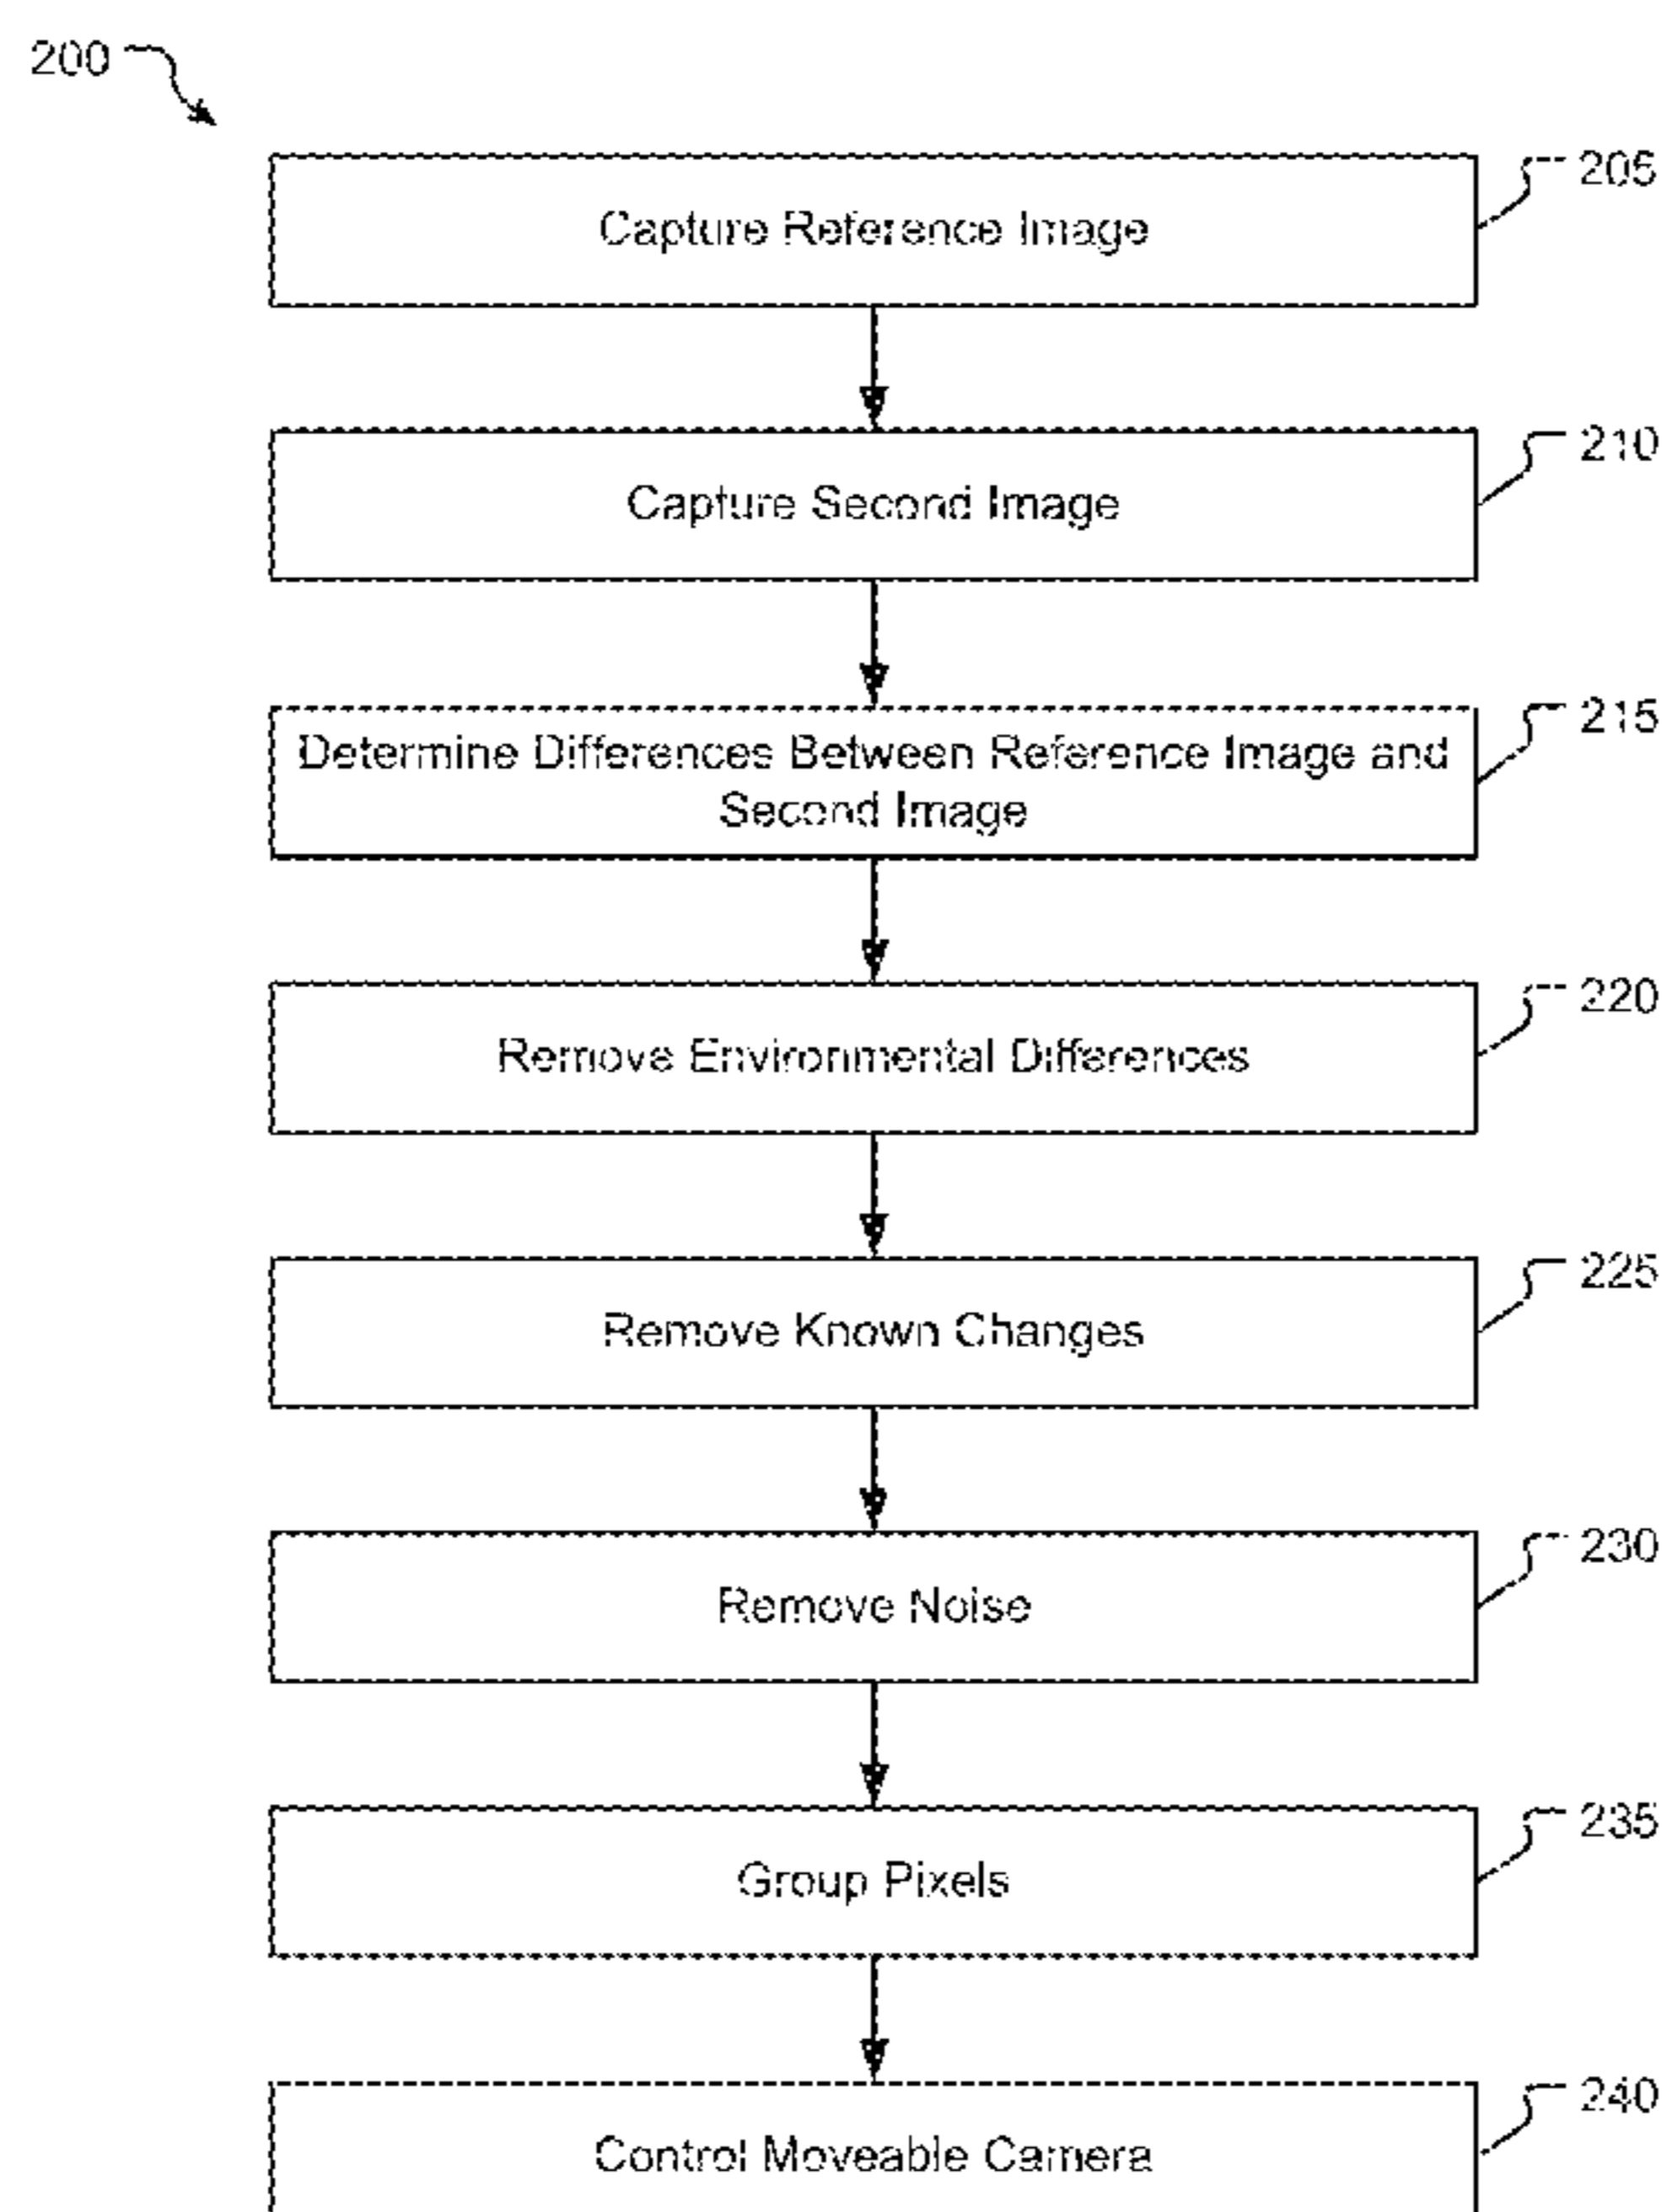 200
Capture Reference Image
205
Capture Second Image
210
Determine Differences Between Reference Image and
Second Image
215
Remove Environmental Differences
220
Remove Known Changes
225
Remove Noise
230
Group Pixels
235
Control Moveable Camera
240